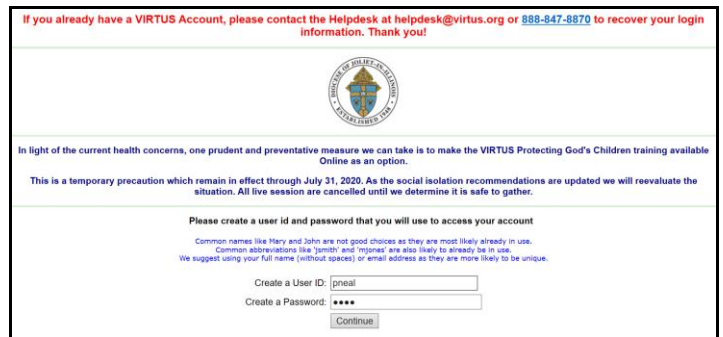 If you already have a VIRTUS Account, please contact the Helpdesk at helpdesk@virtus.org or 888-847-8870 to recover your login
information. Thank you!
DIOCESE OF JOLIET-IN-ILLINOIS
ESTABLISHED 1948
In light of the current health concerns, one prudent and preventative measure we can take is to make the VIRTUS Protecting God's Children training available
Online as an option.
This is a temporary precaution which remain in effect through July 31, 2020. As the social isolation recommendations are updated we will reevaluate the
situation. All live session are cancelled until we determine it is safe to gather.
Please create a user id and password that you will use to access your account
Common names like Mary and John are not good choices as they are most likely already in use.
Common abbreviations like 'jsmith' and 'mjones' are also likely to already be in use.
We suggest using your full name (without spaces) or email address as they are more likely to be unique.
Create a User ID: pneal
Create a Password: ••••
Continue